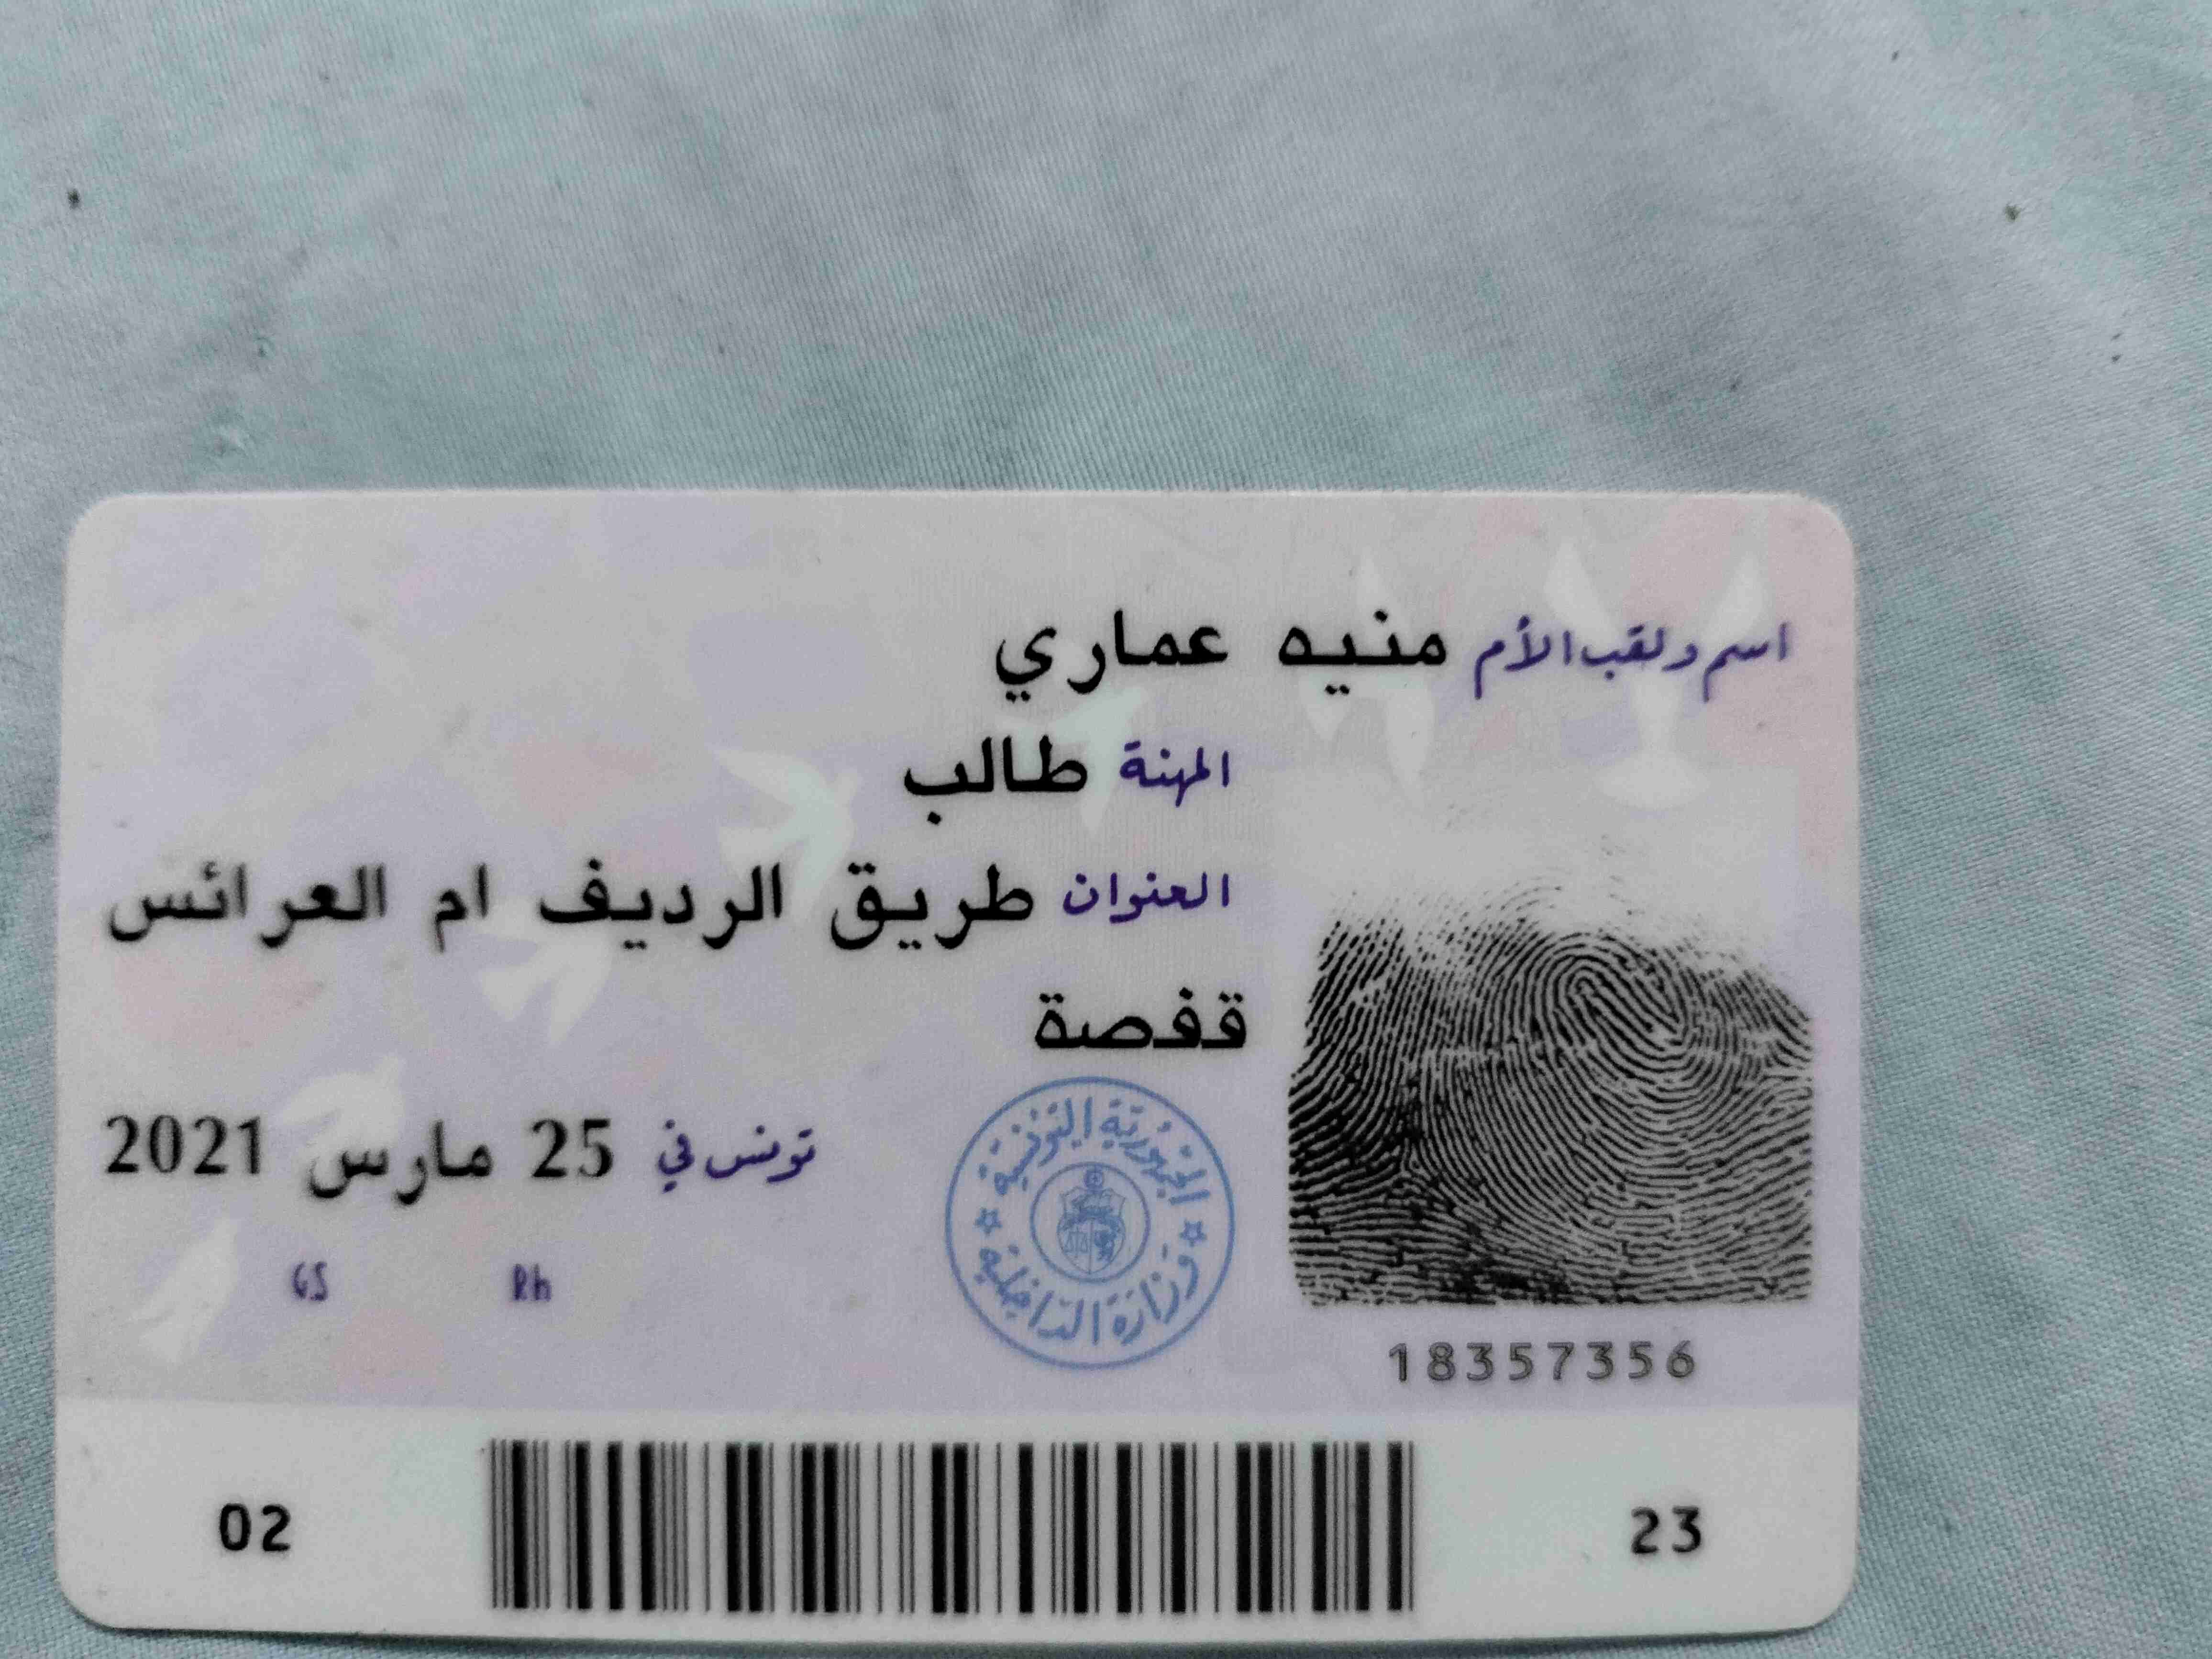 اسم ولقب الأم منيه عماري
المهنة طالب
العنوان طريق الرديف ام العرائس
قفصة
تونس في 25 مارس 2021
الجمهورية التونسية
وزارة الداخلية
GS Rh
18357356
02 23